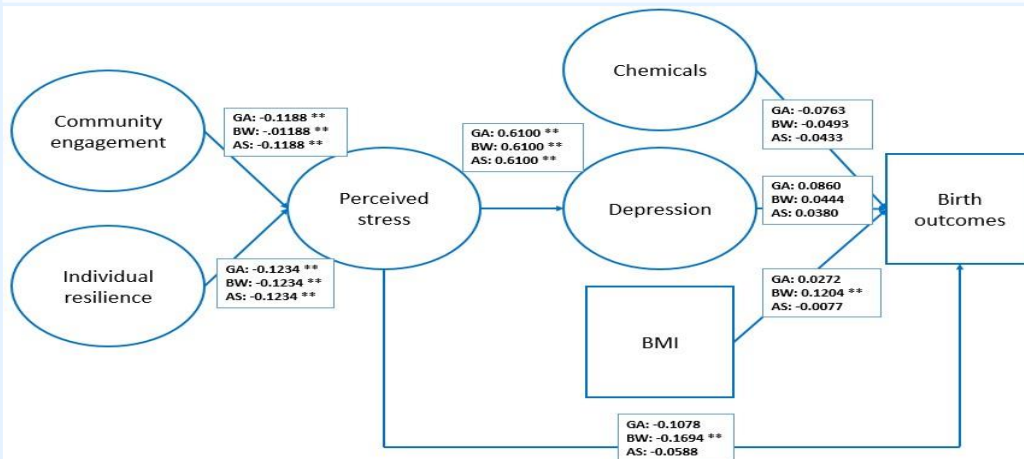 Chemicals
GA: -0.0763
BW: -0.0493
AS: -0.0433
Community
engagement
GA: -0.1188 **
BW: -.01188 **
AS: -0.1188 **
GA: 0.6100 **
BW: 0.6100 **
AS: 0.6100 **
Perceived
stress
Depression
GA: 0.0860
BW: 0.0444
AS: 0.0380
Birth
outcomes
Individual
resilience
GA: -0.1234 **
BW: -0.1234 **
AS: -0.1234 **
GA: 0.0272
BW: 0.1204 **
AS: -0.0077
BMI
GA: -0.1078
BW: -0.1694 **
AS: -0.0588